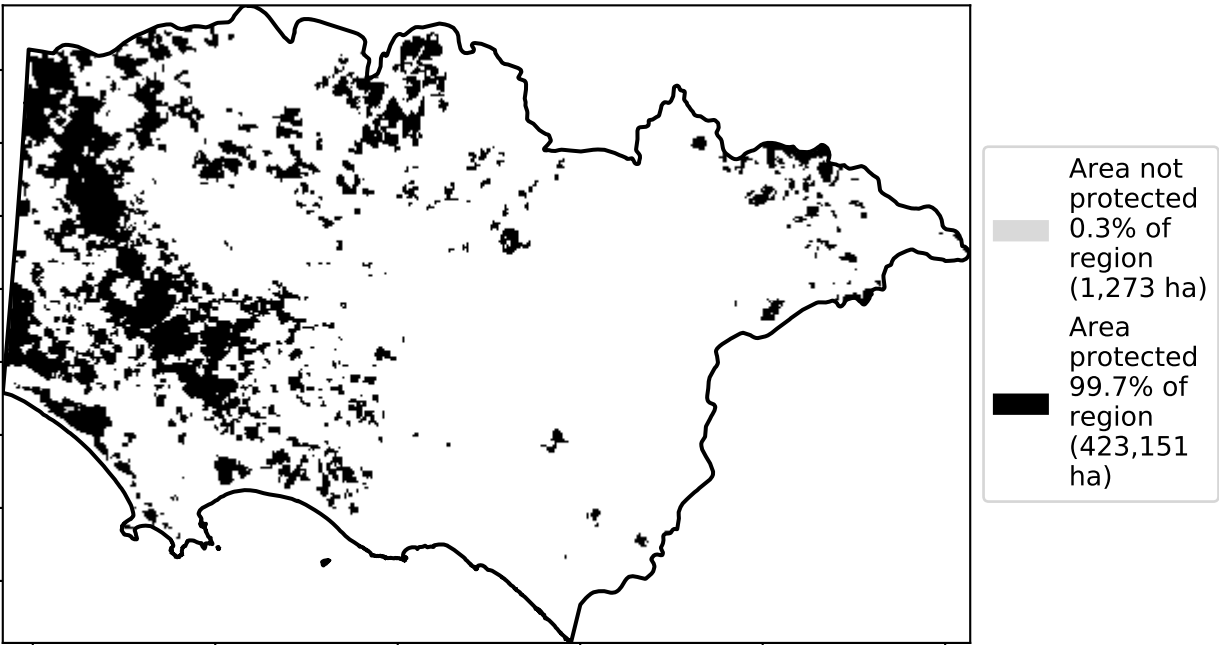 Area not
protected
0.3% of
region
(1,273 ha)
Area
protected
99.7% of
region
(423,151
ha)